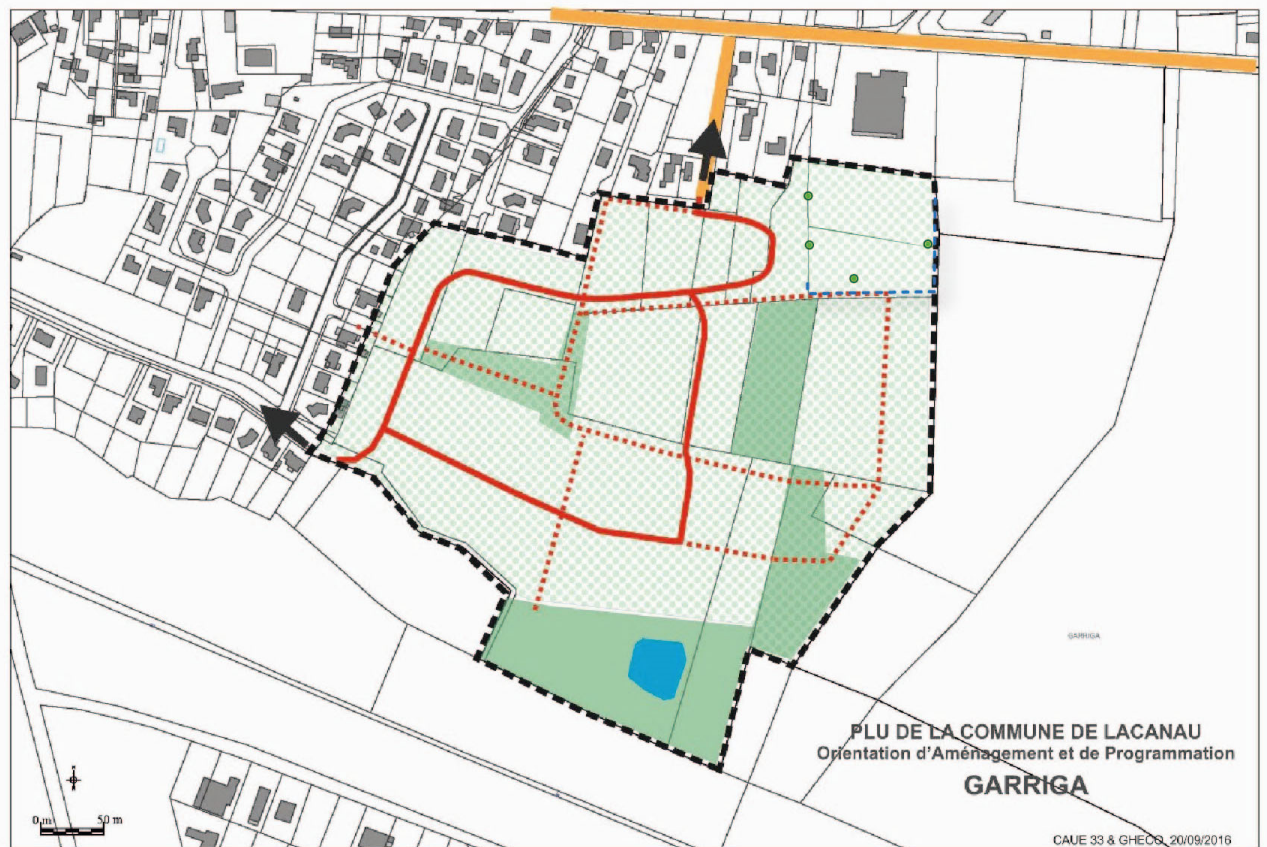 GARRIGA
PLU DE LA COMMUNE DE LACANAU
Orientation d'Aménagement et de Programmation
GARRIGA
0 m 50 m
CAUE 33 & GHECO, 20/09/2016